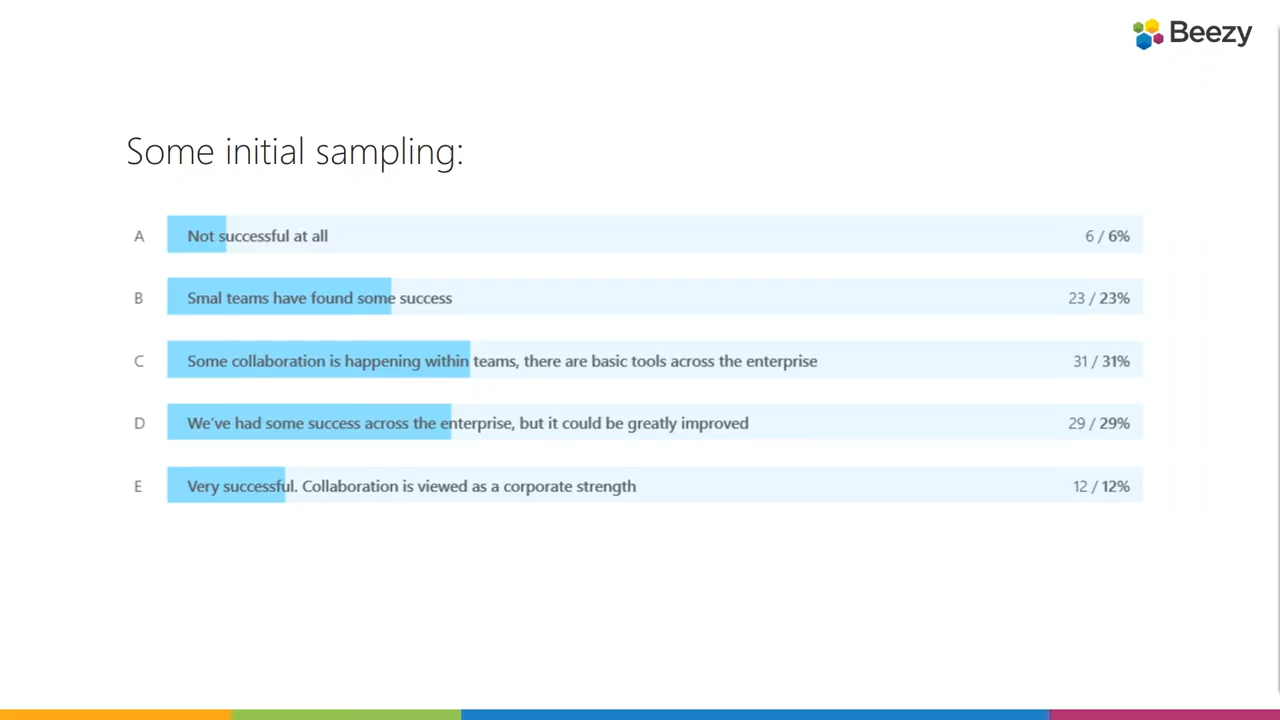 Beezy
Some initial sampling:
A Not successful at all 6 / 6%
B Smal teams have found some success 23 / 23%
C Some collaboration is happening within teams, there are basic tools across the enterprise 31 / 31%
D We've had some success across the enterprise, but it could be greatly improved 29 / 29%
E Very successful. Collaboration is viewed as a corporate strength 12 / 12%